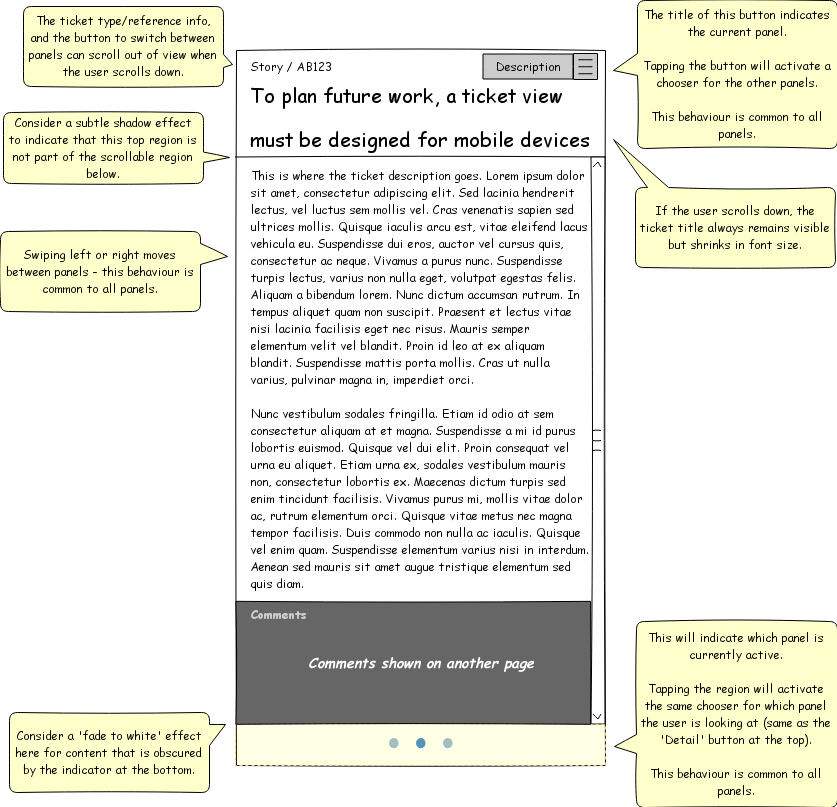 The ticket type/reference info,
and the button to switch between
panels can scroll out of view when
the user scrolls down.
Consider a subtle shadow effect
to indicate that this top region is
not part of the scrollable region
below.
Swiping left or right moves
between panels – this behaviour is
common to all panels.
Consider a 'fade to white' effect
here for content that is obscured
by the indicator at the bottom.
Story / AB123
Description
To plan future work, a ticket view
must be designed for mobile devices
This is where the ticket description goes. Lorem ipsum dolor
sit amet, consectetur adipiscing elit. Sed lacinia hendrerit
lectus, vel luctus sem mollis vel. Cras venenatis sapien sed
ultrices mollis. Quisque iaculis arcu est, vitae eleifend lacus
vehicula eu. Suspendisse dui eros, auctor vel cursus quis,
consectetur ac neque. Vivamus a purus nunc. Suspendisse
turpis lectus, varius non nulla eget, volutpat egestas felis.
Aliquam a bibendum lorem. Nunc dictum accumsan rutrum. In
tempus aliquet quam non suscipit. Praesent et lectus vitae
nisi lacinia facilisis eget nec risus. Mauris semper
elementum velit vel blandit. Proin id leo at ex aliquam
blandit. Suspendisse mattis porta mollis. Cras ut nulla
varius, pulvinar magna in, imperdiet orci.
Nunc vestibulum sodales fringilla. Etiam id odio at sem
consectetur aliquam at et magna. Suspendisse a mi id purus
lobortis euismod. Quisque vel dui elit. Proin consequat vel
urna eu aliquet. Etiam urna ex, sodales vestibulum mauris
non, consectetur lobortis ex. Maecenas dictum turpis sed
enim tincidunt facilisis. Vivamus purus mi, mollis vitae dolor
ac, rutrum elementum orci. Quisque vitae metus nec magna
tempor facilisis. Duis commodo non nulla ac iaculis. Quisque
vel enim quam. Suspendisse elementum varius nisi in interdum.
Aenean sed mauris sit amet augue tristique elementum sed
quis diam.
Comments
Comments shown on another page
The title of this button indicates
the current panel.
Tapping the button will activate a
chooser for the other panels.
This behaviour is common to all
panels.
If the user scrolls down, the
ticket title always remains visible
but shrinks in font size.
This will indicate which panel is
currently active.
Tapping the region will activate
the same chooser for which panel
the user is looking at (same as the
'Detail' button at the top).
This behaviour is common to all
panels.